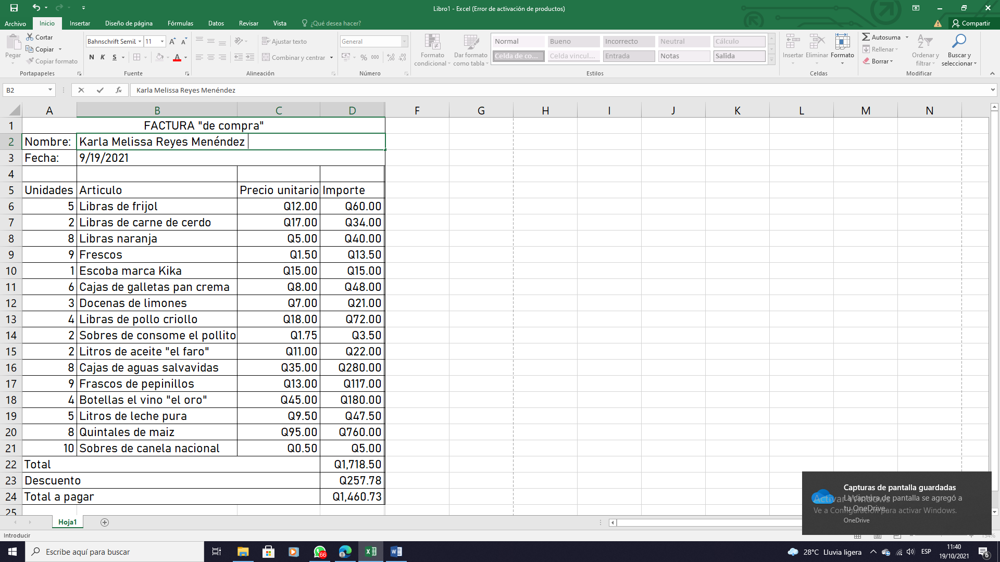 Libro1 - Excel (Error de activación de productos)
Archivo Inicio Insertar Diseño de página Fórmulas Datos Revisar Vista ¿Qué desea hacer? Compartir
Pegar Cortar Copiar Copiar formato Portapapeles
Bahnschrift Semil 11 N K S Fuente
Ajustar texto Combinar y centrar Alineación
General % 000 Número
Formato condicional Dar formato como tabla
Normal Bueno Incorrecto Neutral Cálculo
Celda de co... Celda vincul... Entrada Notas Salida
Estilos
Insertar Eliminar Formato Celdas
Autosuma Rellenar Borrar Ordenar y filtrar Buscar y seleccionar Modificar
B2 fx Karla Melissa Reyes Menéndez
A B C D F G H I J K L M N
1 FACTURA "de compra"
2 Nombre: Karla Melissa Reyes Menéndez
3 Fecha: 9/19/2021
4
5 Unidades Articulo Precio unitario Importe
6 5 Libras de frijol Q12.00 Q60.00
7 2 Libras de carne de cerdo Q17.00 Q34.00
8 8 Libras naranja Q5.00 Q40.00
9 9 Frescos Q1.50 Q13.50
10 1 Escoba marca Kika Q15.00 Q15.00
11 6 Cajas de galletas pan crema Q8.00 Q48.00
12 3 Docenas de limones Q7.00 Q21.00
13 4 Libras de pollo criollo Q18.00 Q72.00
14 2 Sobres de consome el pollito Q1.75 Q3.50
15 2 Litros de aceite "el faro" Q11.00 Q22.00
16 8 Cajas de aguas salvavidas Q35.00 Q280.00
17 9 Frascos de pepinillos Q13.00 Q117.00
18 4 Botellas el vino "el oro" Q45.00 Q180.00
19 5 Litros de leche pura Q9.50 Q47.50
20 8 Quintales de maiz Q95.00 Q760.00
21 10 Sobres de canela nacional Q0.50 Q5.00
22 Total Q1,718.50
23 Descuento Q257.78
24 Total a pagar Q1,460.73
25
Capturas de pantalla guardadas
La captura de pantalla se agregó a
tu OneDrive.
OneDrive
Activar Windows
Ve a Configuración para activar Windows.
Hoja1
Introducir
Escribe aquí para buscar
66
28°C Lluvia ligera ESP 11:40
19/10/2021
6